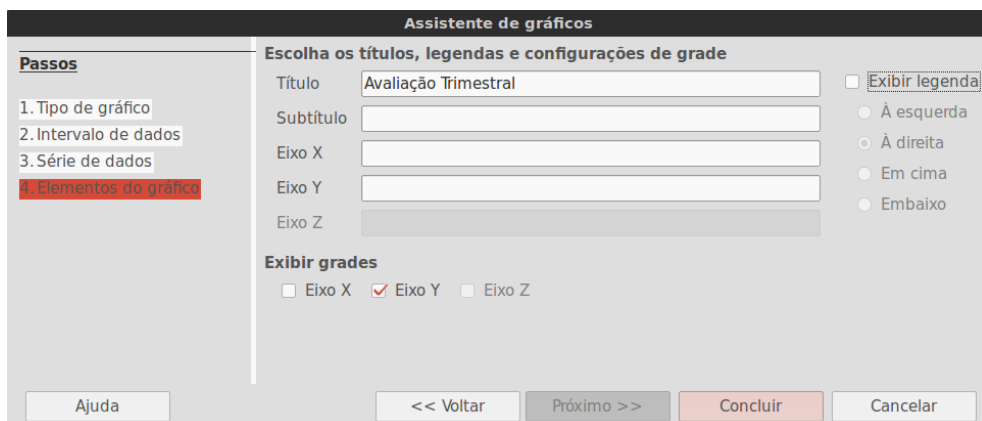 Assistente de gráficos
Passos
1. Tipo de gráfico
2. Intervalo de dados
3. Série de dados
4. Elementos do gráfico
Escolha os títulos, legendas e configurações de grade
Título Avaliação Trimestral
Subtítulo
Eixo X
Eixo Y
Eixo Z
Exibir legenda
À esquerda
À direita
Em cima
Embaixo
Exibir grades
Eixo X Eixo Y Eixo Z
Ajuda << Voltar Próximo >> Concluir Cancelar